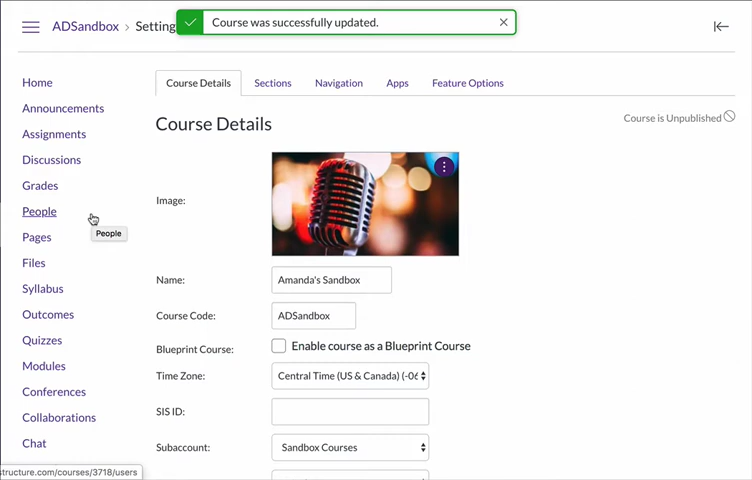 ADSandbox › Setting
Course was successfully updated.
Home
Announcements
Assignments
Discussions
Grades
People
People
Pages
Files
Syllabus
Outcomes
Quizzes
Modules
Conferences
Collaborations
Chat
structure.com/courses/3718/users
Course Details
Sections
Navigation
Apps
Feature Options
Course Details
Course is Unpublished
Image:
Name:
Amanda's Sandbox
Course Code:
ADSandbox
Blueprint Course:
Enable course as a Blueprint Course
Time Zone:
Central Time (US & Canada) (-06
SIS ID:
Subaccount:
Sandbox Courses